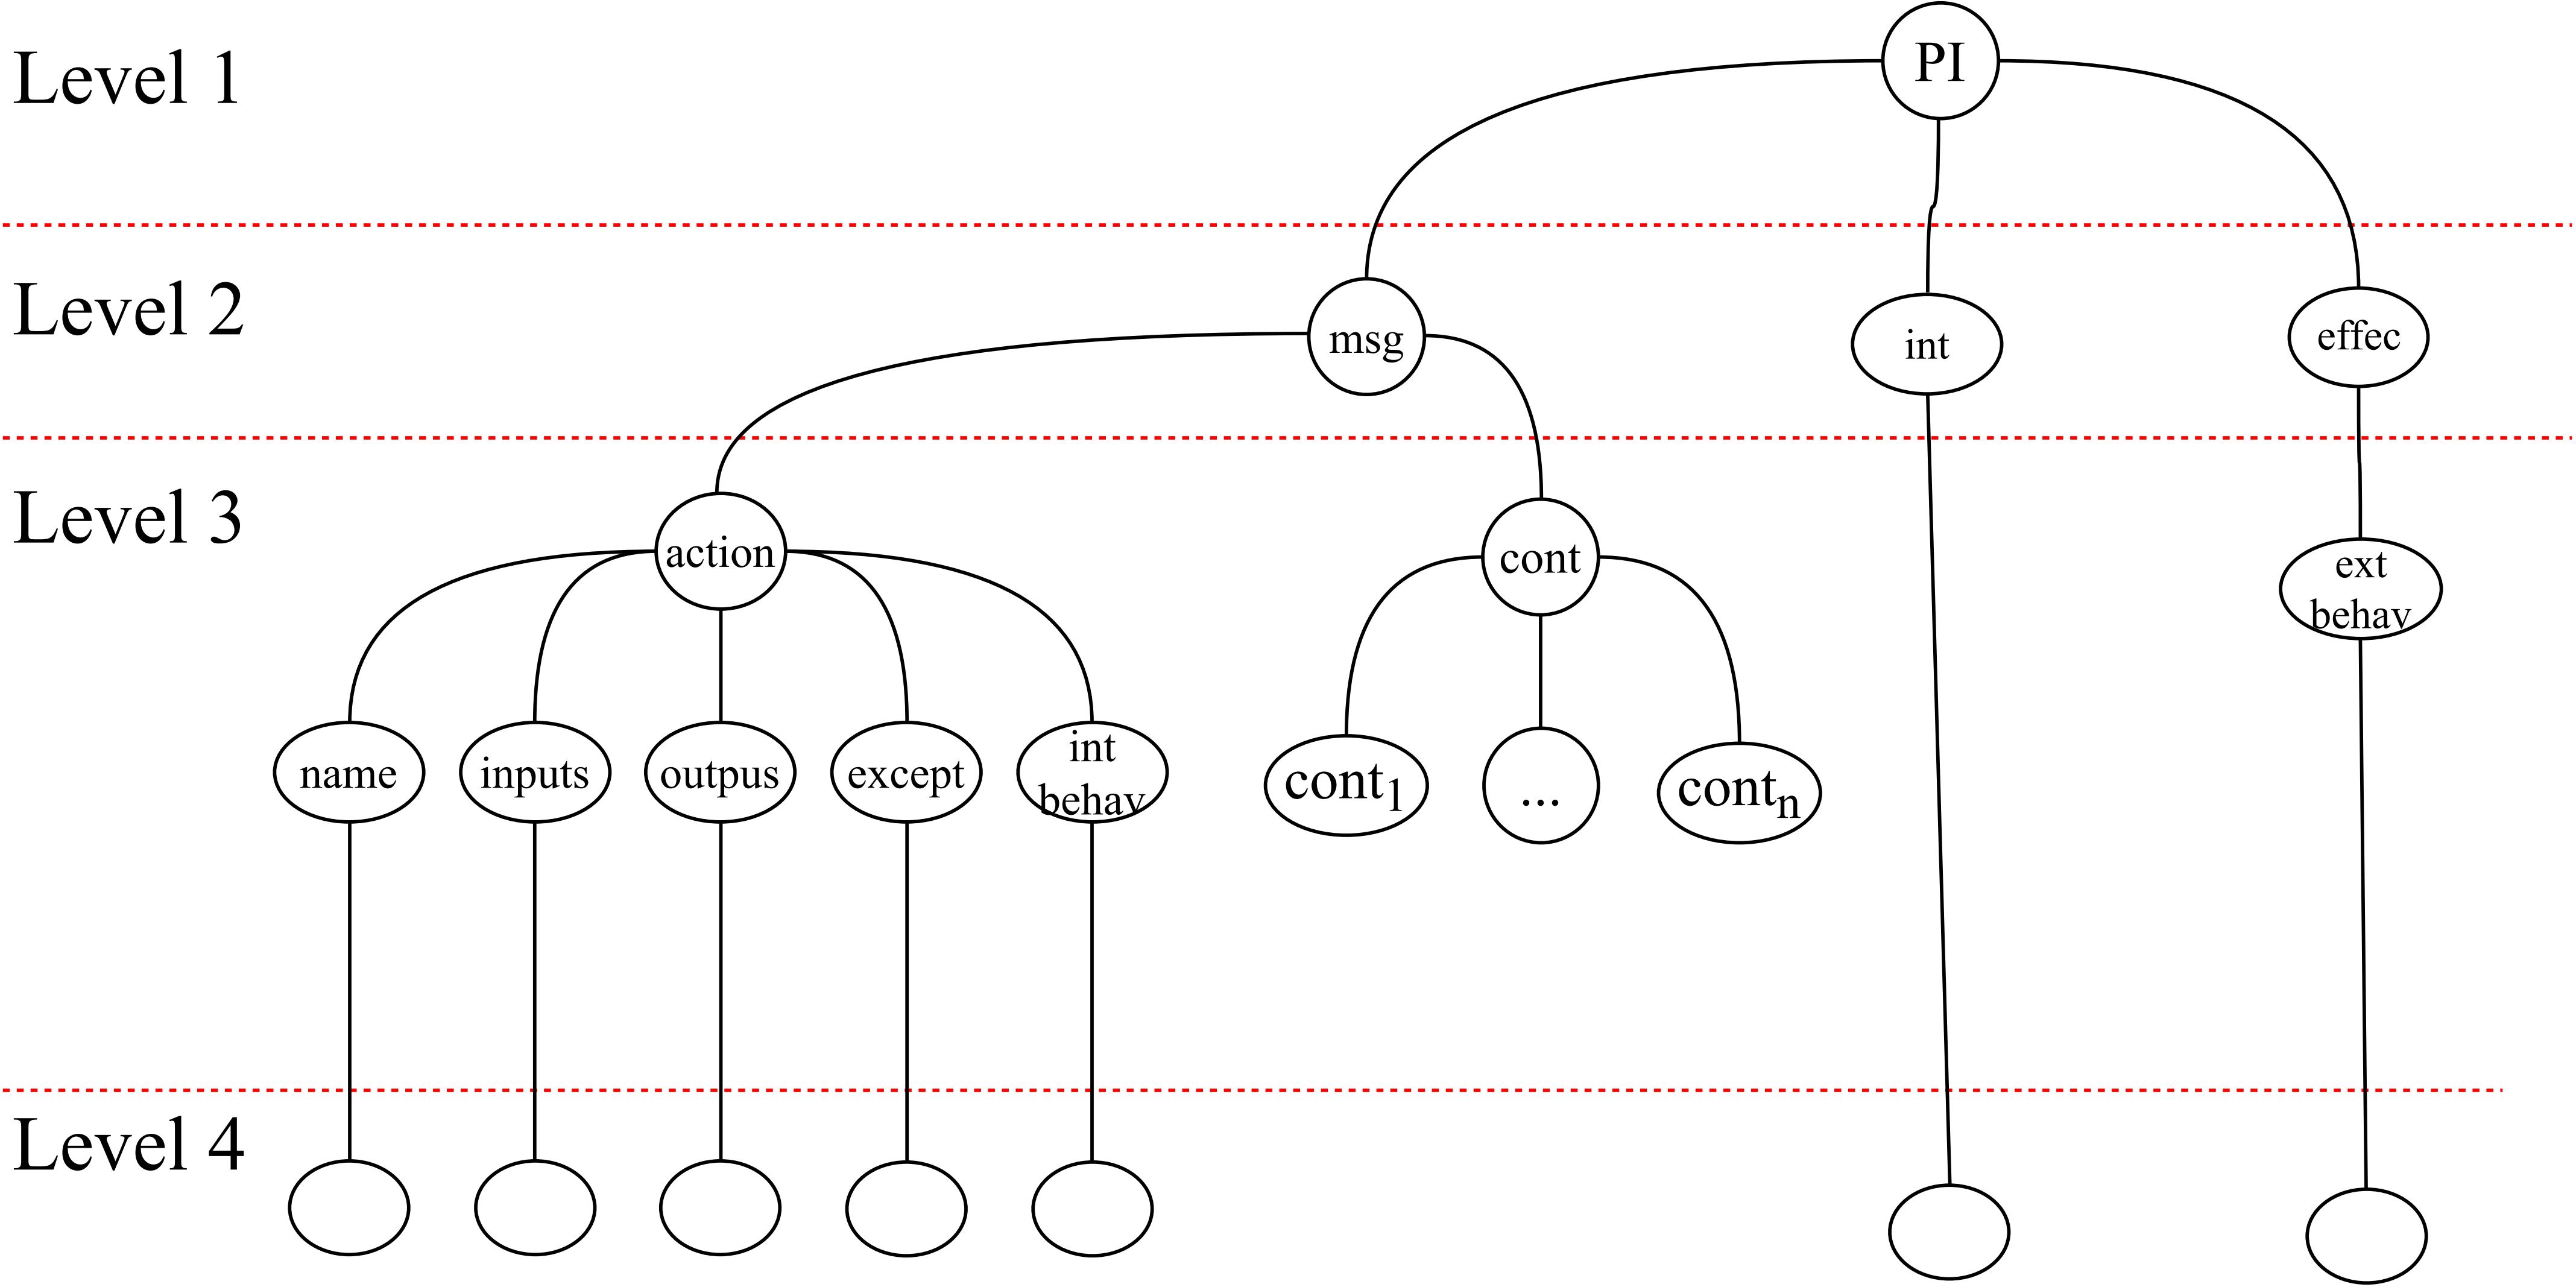 Level 1
PI
Level 2
msg
int
effec
Level 3
action
cont
ext
behav
name
inputs
outpus
except
int
behav
cont1
...
contn
Level 4